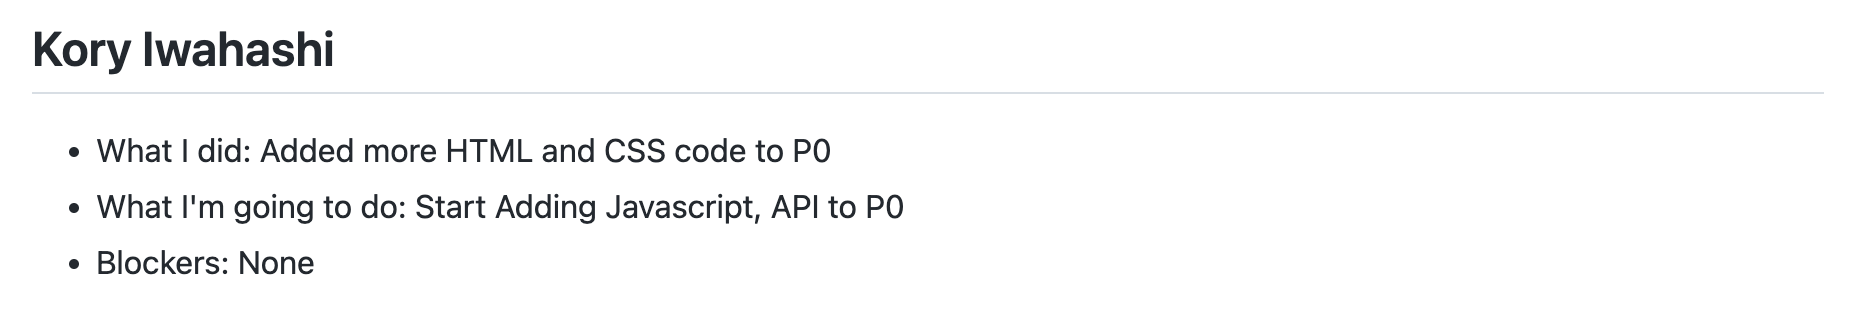 Kory Iwahashi
• What I did: Added more HTML and CSS code to P0
• What I'm going to do: Start Adding Javascript, API to P0
• Blockers: None